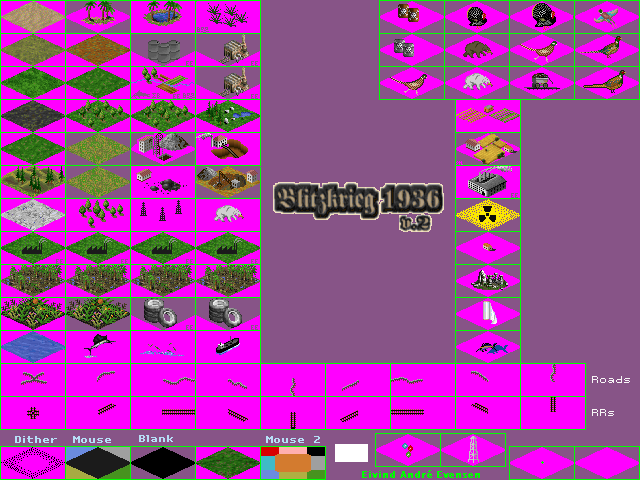 Blitzkrieg 1936
v.2
Roads
RRs
Dither Mouse Blank Mouse 2
Eivind André Evensen